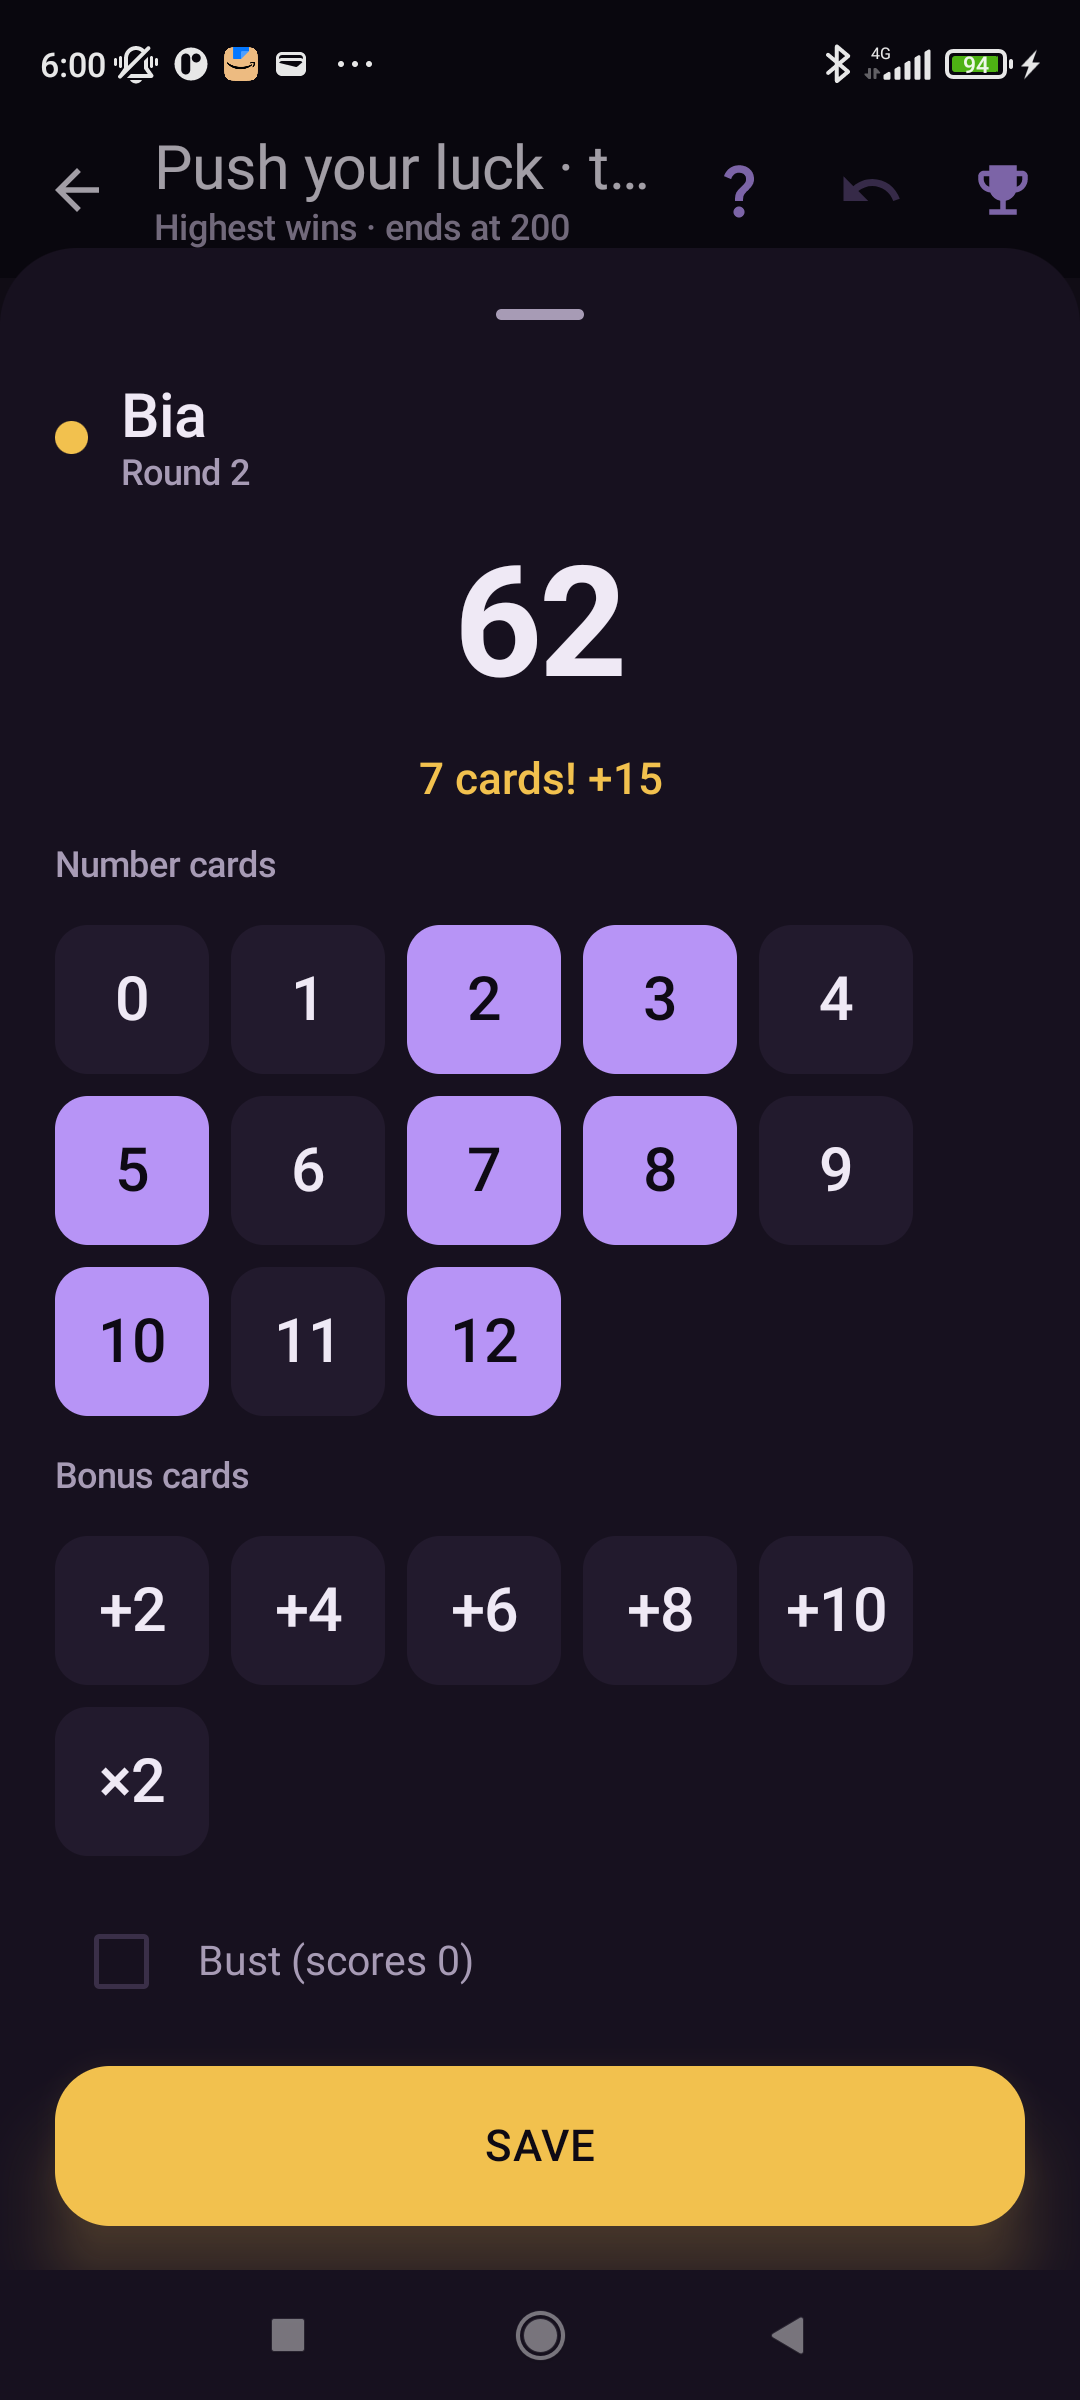 6:00
4G
94
Push your luck · t...
Highest wins · ends at 200
?
Bia
Round 2
62
7 cards! +15
Number cards
0 1 2 3 4
5 6 7 8 9
10 11 12
Bonus cards
+2 +4 +6 +8 +10
×2
Bust (scores 0)
SAVE